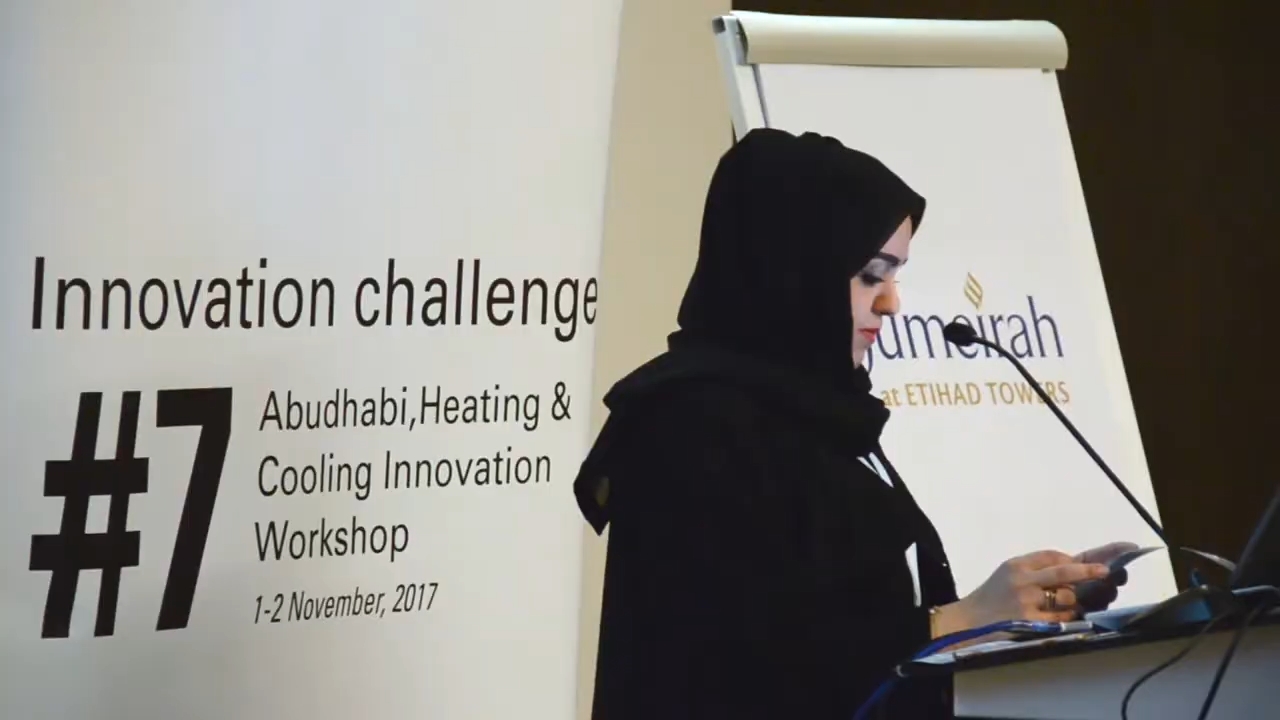 Innovation challenge
#7
Abudhabi,Heating &
Cooling Innovation
Workshop
1-2 November, 2017
jumeirah
at ETIHAD TOWERS